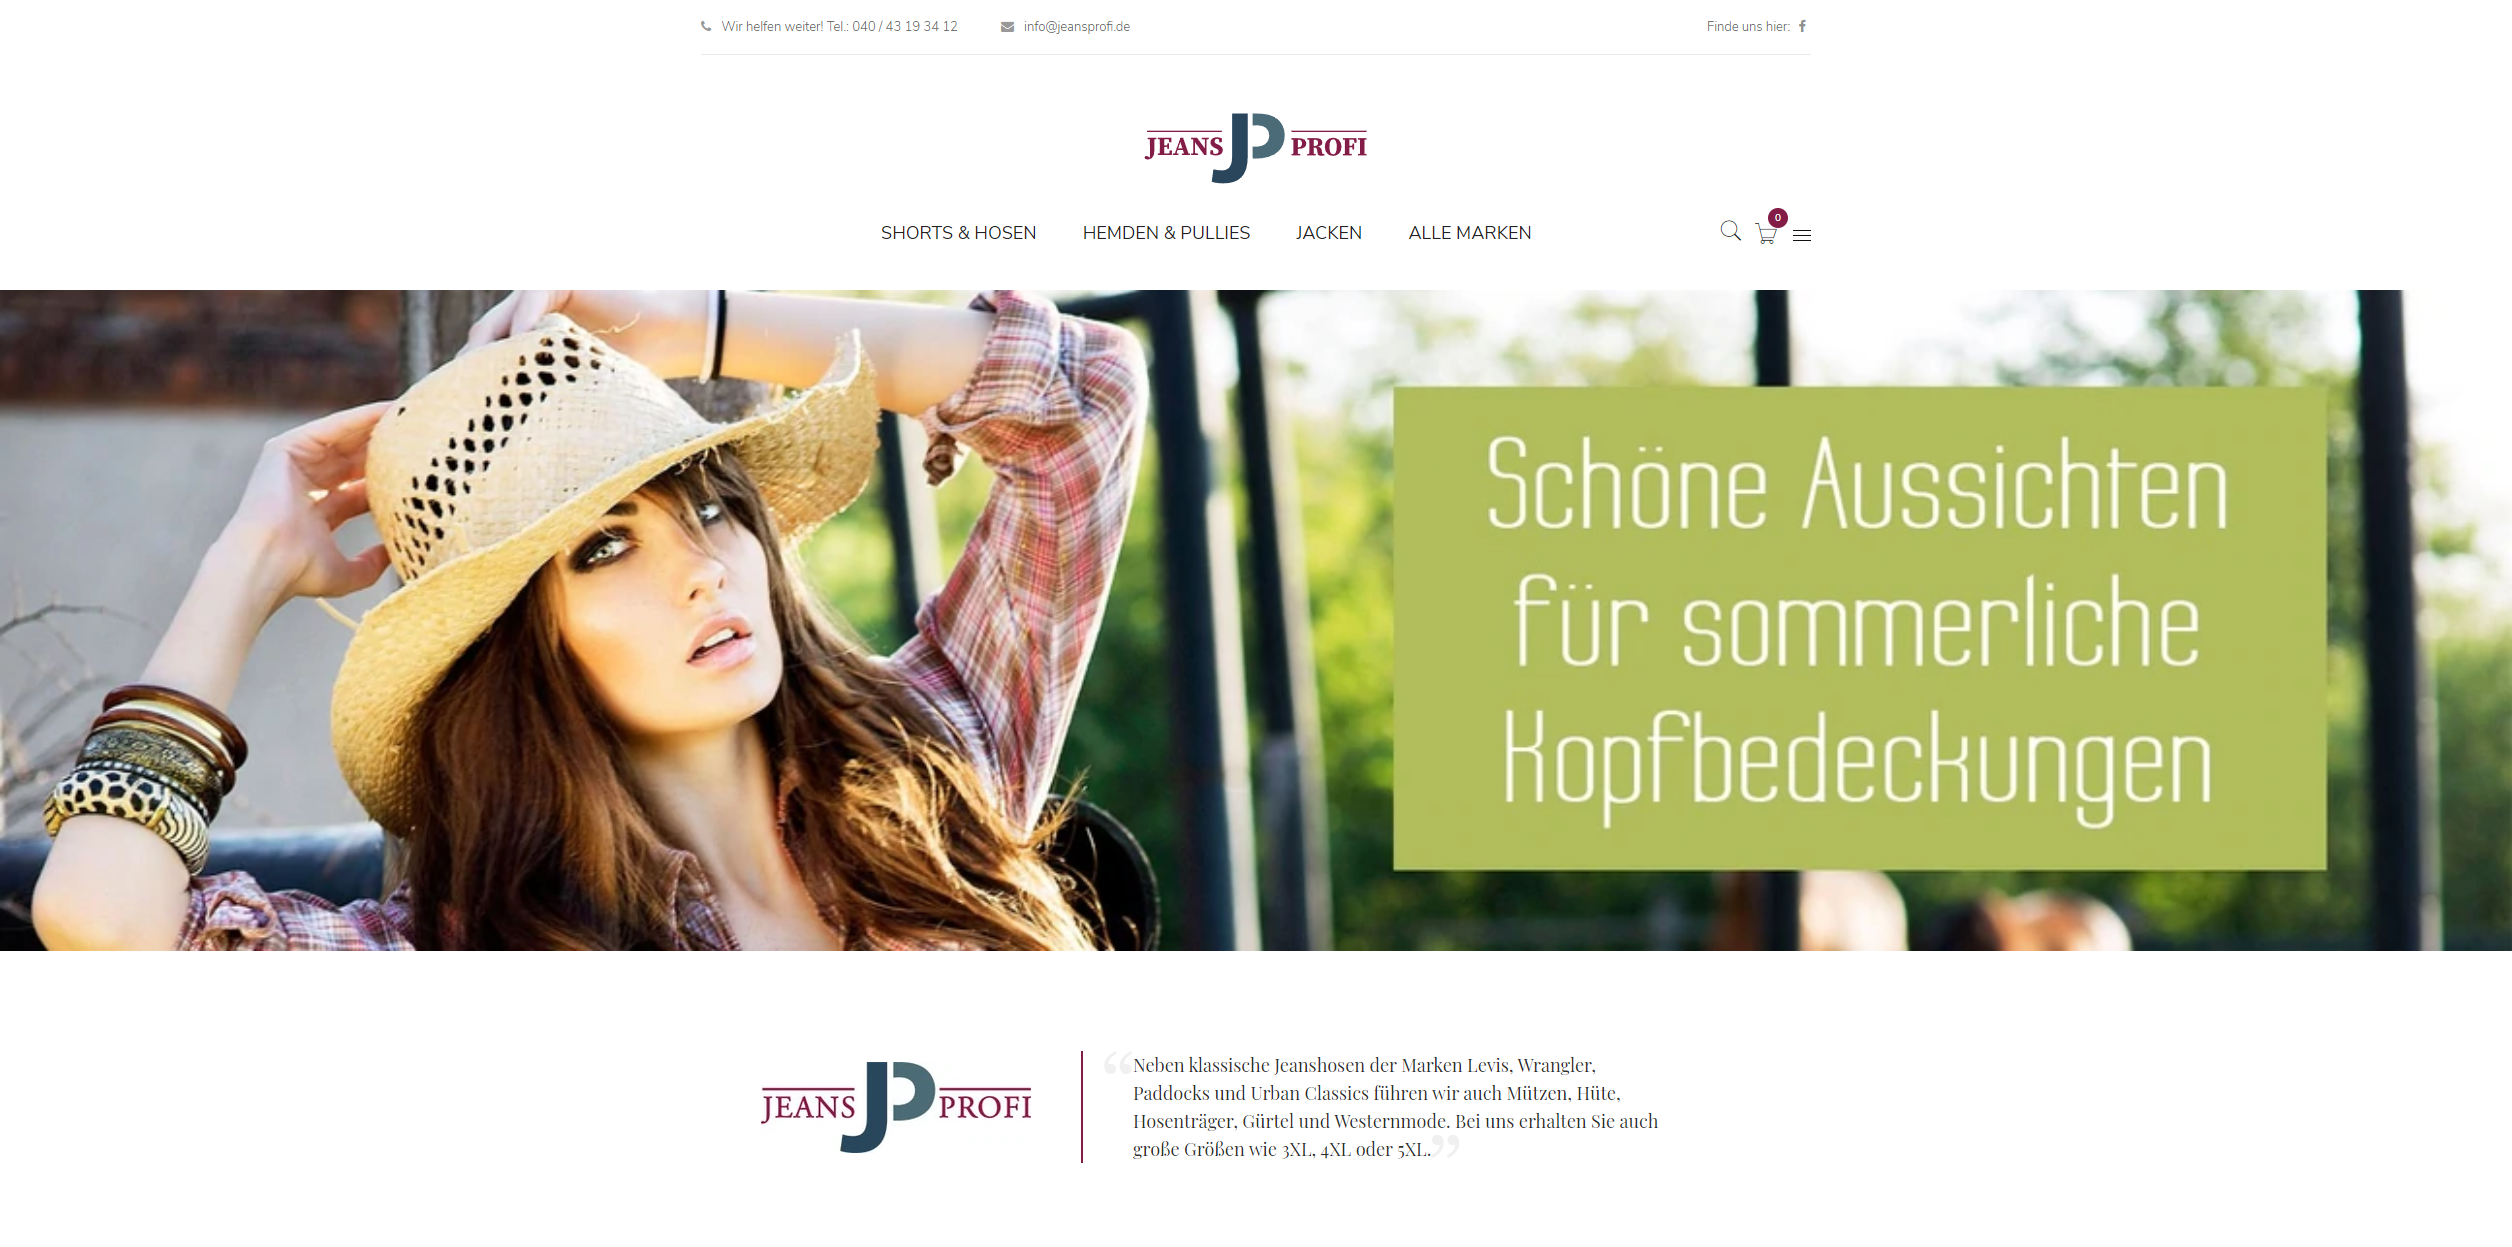 Wir helfen weiter! Tel.: 040 / 43 19 34 12
info@jeansprofi.de
Finde uns hier:
JEANS JP PROFI
SHORTS & HOSEN
HEMDEN & PULLIES
JACKEN
ALLE MARKEN
0
Schöne Aussichten
für sommerliche
Kopfbedeckungen
JEANS JP PROFI
“Neben klassische Jeanshosen der Marken Levis, Wrangler,
Paddocks und Urban Classics führen wir auch Mützen, Hüte,
Hosenträger, Gürtel und Westernmode. Bei uns erhalten Sie auch
große Größen wie 3XL, 4XL oder 5XL.”